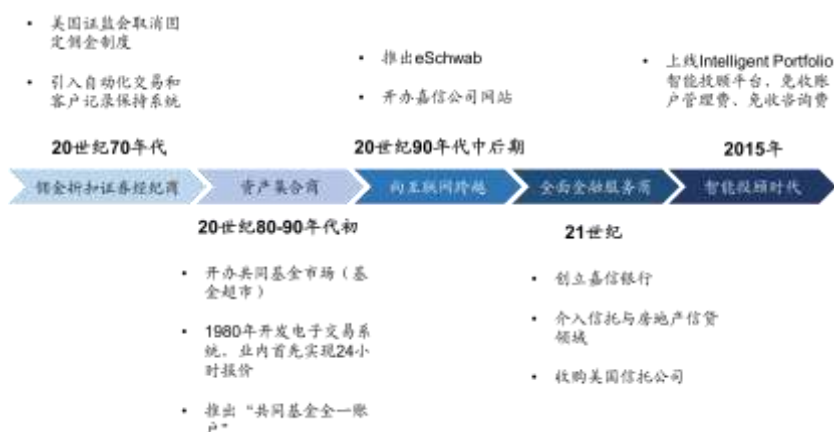 • 美国证监会取消固
定佣金制度
• 引入自动化交易和
客户记录保持系统
• 推出eSchwab
• 开办嘉信公司网站
• 上线Intelligent Portfolio
智能投顾平台，免收账
户管理费、免收咨询费
20世纪70年代
20世纪90年代中后期
2015年
佣金折扣证券经纪商
资产集合商
向互联网跨越
全面金融服务商
智能投顾时代
20世纪80-90年代初
21世纪
• 开办共同基金市场（基
金超市）
• 1980年开发电子交易系
统，业内首先实现24小
时报价
• 推出“共同基金全一账
户”
• 创立嘉信银行
• 介入信托与房地产信贷
领域
• 收购美国信托公司